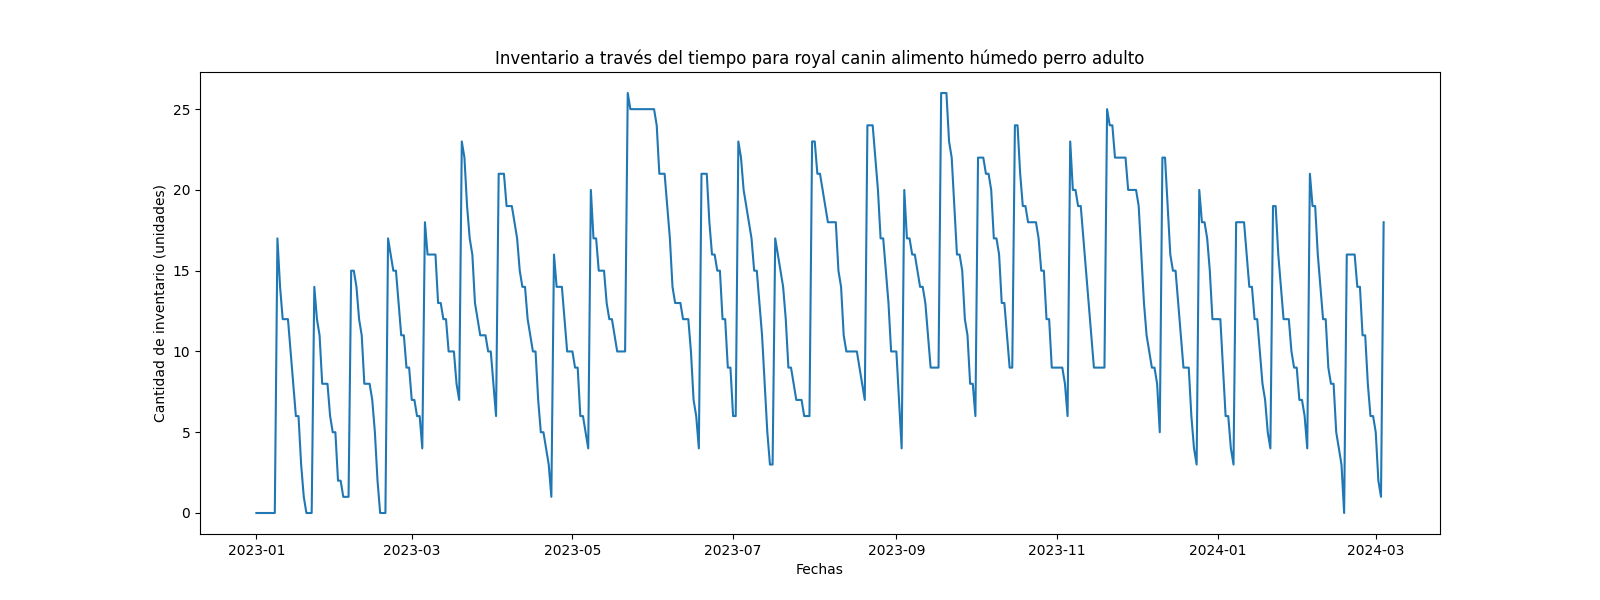 Inventario a través del tiempo para royal canin alimento húmedo perro adulto
Cantidad de inventario (unidades)
25
20
15
10
5
0
2023-01 2023-03 2023-05 2023-07 2023-09 2023-11 2024-01 2024-03
Fechas